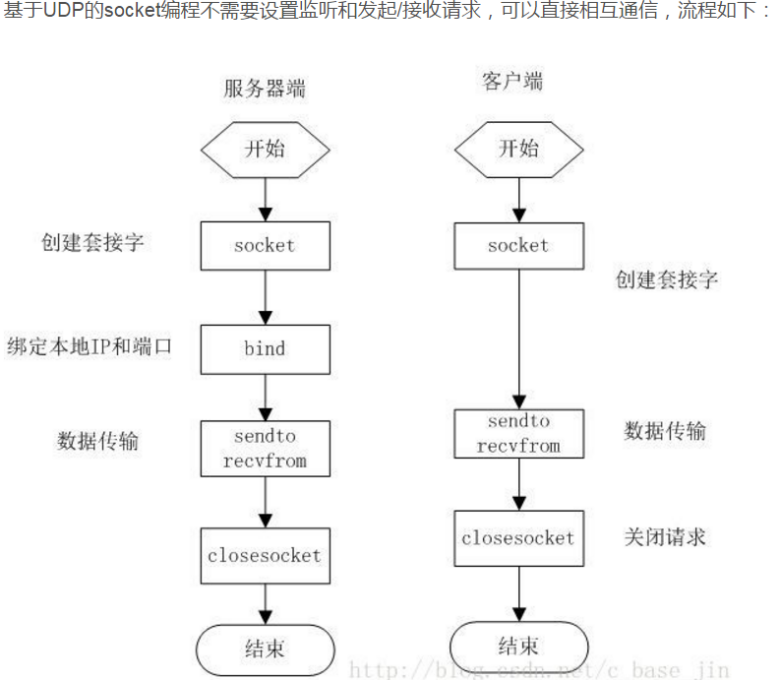 基于UDP的socket编程不需要设置监听和发起/接收请求，可以直接相互通信，流程如下：
服务器端
客户端
开始
开始
创建套接字
socket
socket
创建套接字
绑定本地IP和端口
bind
数据传输
sendto
recvfrom
sendto
recvfrom
数据传输
closesocket
closesocket
关闭请求
结束
结束
http://blog.csdn.net/c_base_jin